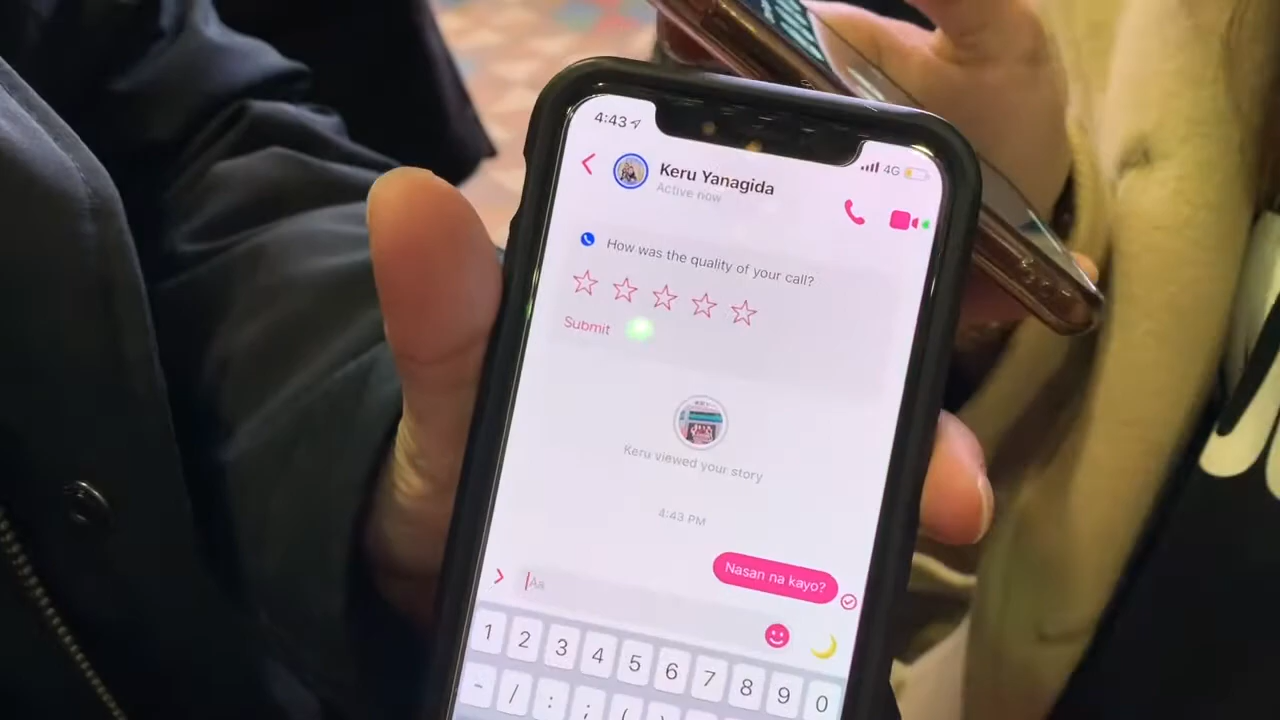 4:43
4G
Keru Yanagida
Active now
How was the quality of your call?
Submit
Keru viewed your story
4:43 PM
Nasan na kayo?
Aa
1 2 3 4 5 6 7 8 9 0
- / : ; ( )